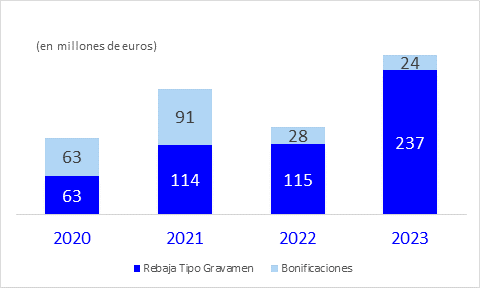 (en millones de euros)
24
91
28
63
237
114
115
63
2020 2021 2022 2023
Rebaja Tipo Gravamen Bonificaciones